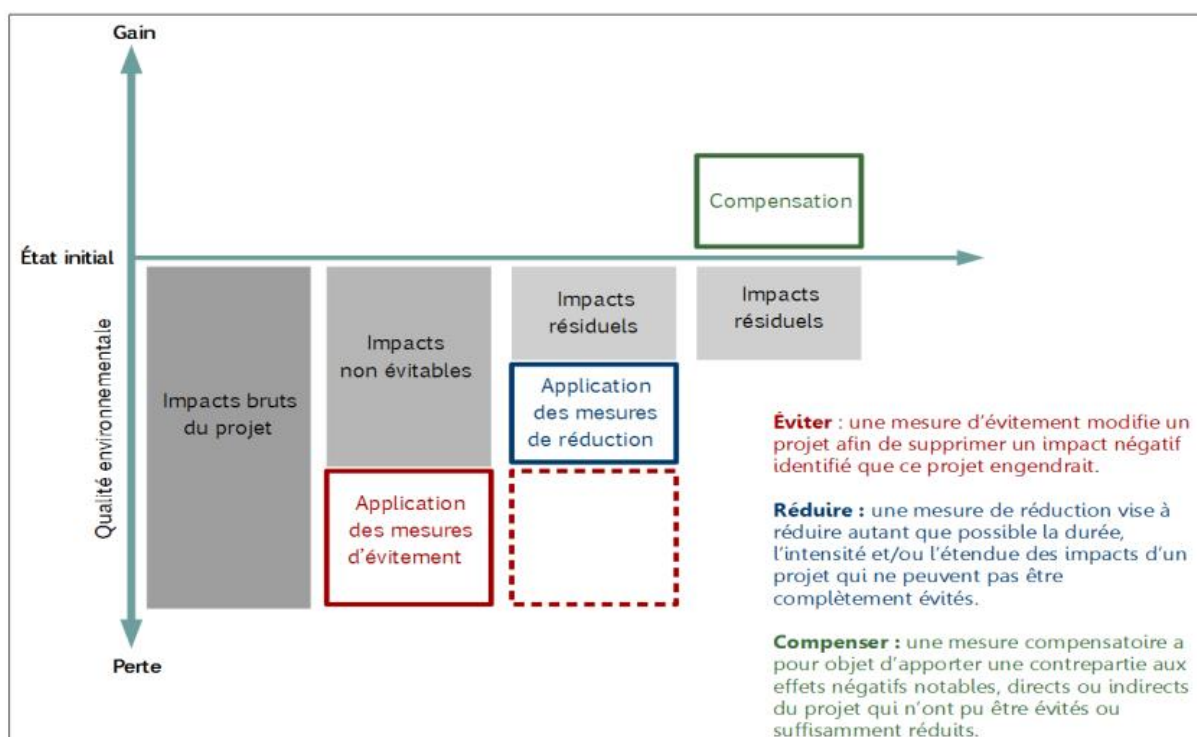 Gain
Compensation
État initial
Impacts
résiduels
Impacts
résiduels
Impacts
non évitables
Impacts bruts
du projet
Application
des mesures
de réduction
Application
des mesures
d'évitement
Qualité environnementale
Perte
Éviter : une mesure d'évitement modifie un
projet afin de supprimer un impact négatif
identifié que ce projet engendrait.
Réduire : une mesure de réduction vise à
réduire autant que possible la durée,
l'intensité et/ou l'étendue des impacts d'un
projet qui ne peuvent pas être
complètement évités.
Compenser : une mesure compensatoire a
pour objet d'apporter une contrepartie aux
effets négatifs notables, directs ou indirects
du projet qui n'ont pu être évités ou
suffisamment réduits.